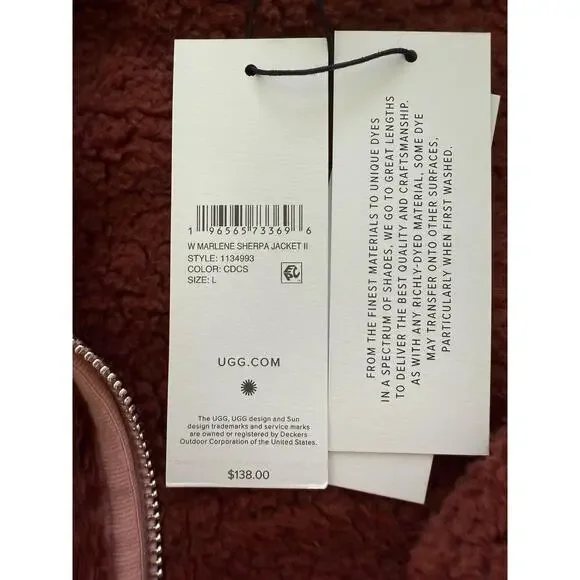 1 96565 73369 6
W MARLENE SHERPA JACKET II
STYLE: 1134993
COLOR: CDCS
SIZE: L
UGG.COM
The UGG, UGG design and Sun
design trademarks and service marks
are owned or registered by Deckers
Outdoor Corporation of the United States.
$138.00
FROM THE FINEST MATERIALS TO UNIQUE DYES
IN A SPECTRUM OF SHADES, WE GO TO GREAT LENGTHS
TO DELIVER THE BEST QUALITY AND CRAFTSMANSHIP.
AS WITH ANY RICHLY-DYED MATERIAL, SOME DYE
MAY TRANSFER ONTO OTHER SURFACES,
PARTICULARLY WHEN FIRST WASHED.